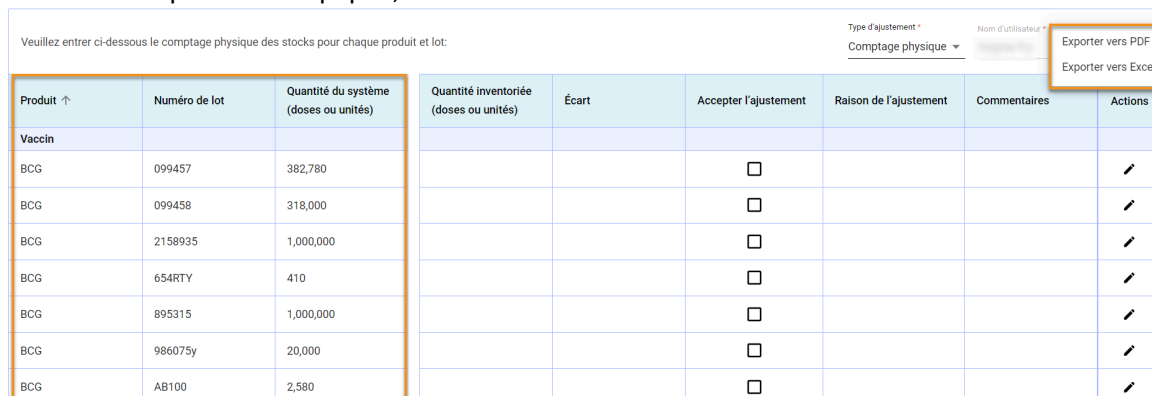 Veuillez entrer ci-dessous le comptage physique des stocks pour chaque produit et lot:
Type d'ajustement *
Comptage physique
Nom d'utilisateur *
Exporter vers PDF
Exporter vers Exce
Produit ↑ Numéro de lot Quantité du système (doses ou unités) Quantité inventoriée (doses ou unités) Écart Accepter l'ajustement Raison de l'ajustement Commentaires Actions
Vaccin
BCG 099457 382,780
BCG 099458 318,000
BCG 2158935 1,000,000
BCG 654RTY 410
BCG 895315 1,000,000
BCG 986075y 20,000
BCG AB100 2,580